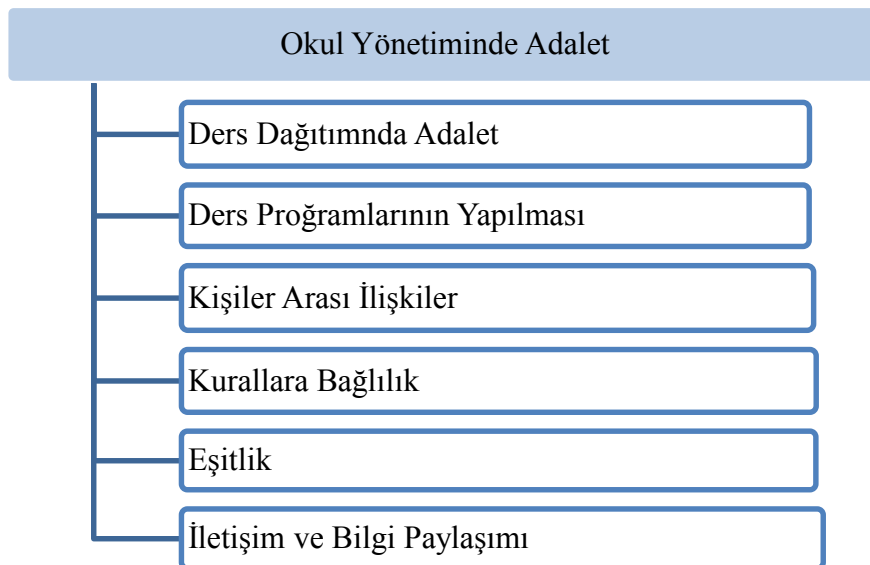 Okul Yönetiminde Adalet
Ders Dağıtımnda Adalet
Ders Proğramlarının Yapılması
Kişiler Arası İlişkiler
Kurallara Bağlılık
Eşitlik
İletişim ve Bilgi Paylaşımı